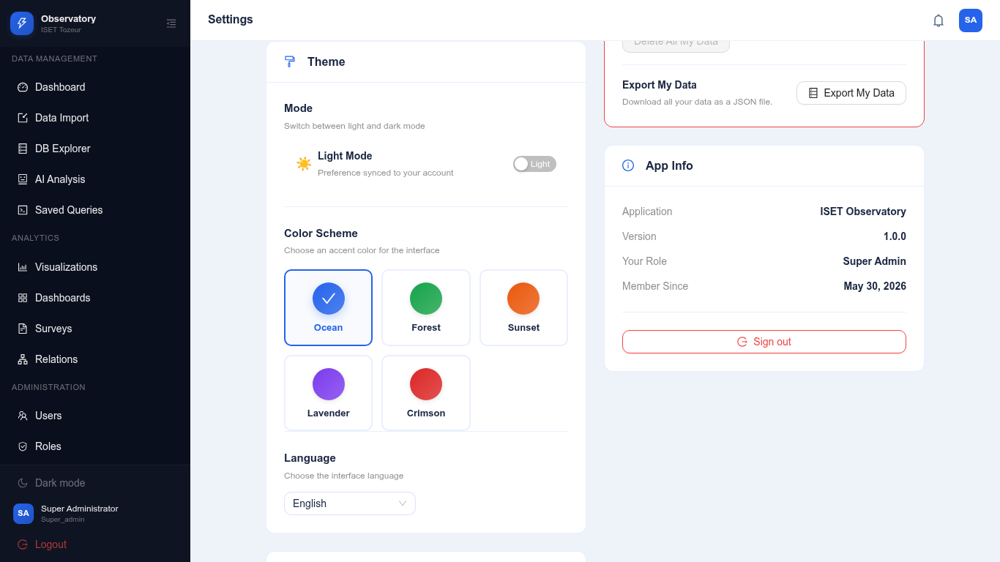 Observatory
ISET Tozeur
DATA MANAGEMENT
Dashboard
Data Import
DB Explorer
AI Analysis
Saved Queries
ANALYTICS
Visualizations
Dashboards
Surveys
Relations
ADMINISTRATION
Users
Roles
Dark mode
SA
Super Administrator
Super_admin
Logout
Settings
SA
Theme
Mode
Switch between light and dark mode
Light Mode
Preference synced to your account
Light
Color Scheme
Choose an accent color for the interface
Ocean
Forest
Sunset
Lavender
Crimson
Language
Choose the interface language
English
Delete All My Data
Export My Data
Download all your data as a JSON file.
Export My Data
App Info
Application
ISET Observatory
Version
1.0.0
Your Role
Super Admin
Member Since
May 30, 2026
Sign out